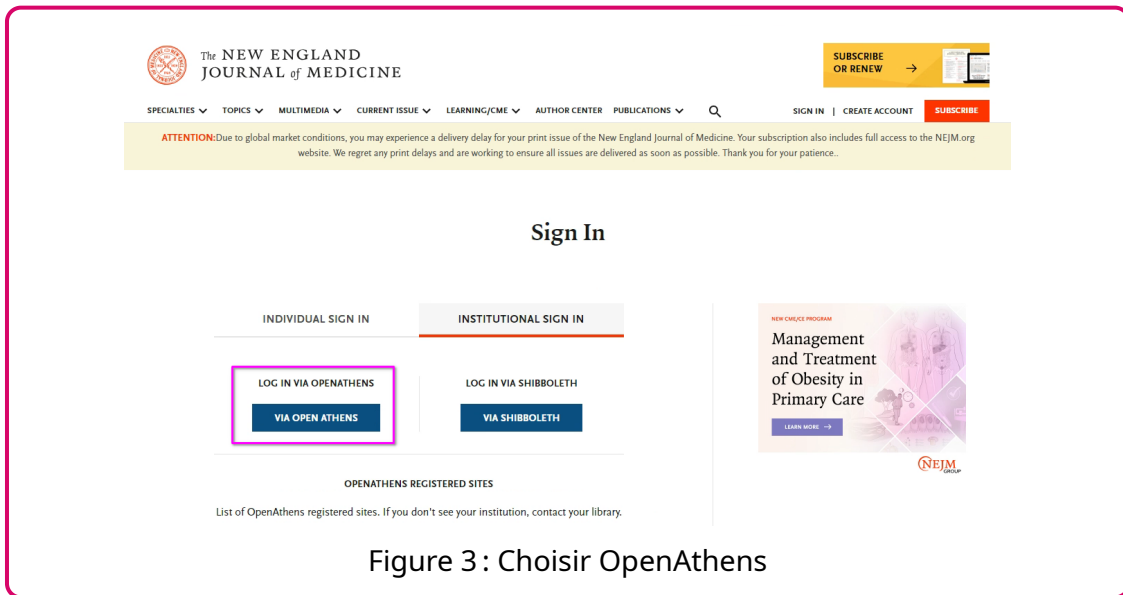 The NEW ENGLAND
JOURNAL of MEDICINE
SUBSCRIBE
OR RENEW →
SPECIALTIES TOPICS MULTIMEDIA CURRENT ISSUE LEARNING/CME AUTHOR CENTER PUBLICATIONS SIGN IN | CREATE ACCOUNT SUBSCRIBE
ATTENTION:Due to global market conditions, you may experience a delivery delay for your print issue of the New England Journal of Medicine. Your subscription also includes full access to the NEJM.org
website. We regret any print delays and are working to ensure all issues are delivered as soon as possible. Thank you for your patience..
Sign In
INDIVIDUAL SIGN IN INSTITUTIONAL SIGN IN
LOG IN VIA OPENATHENS LOG IN VIA SHIBBOLETH
VIA OPEN ATHENS VIA SHIBBOLETH
OPENATHENS REGISTERED SITES
List of OpenAthens registered sites. If you don't see your institution, contact your library.
NEW CME/CE PROGRAM
Management
and Treatment
of Obesity in
Primary Care
LEARN MORE →
NEJM
GROUP
Figure 3 : Choisir OpenAthens